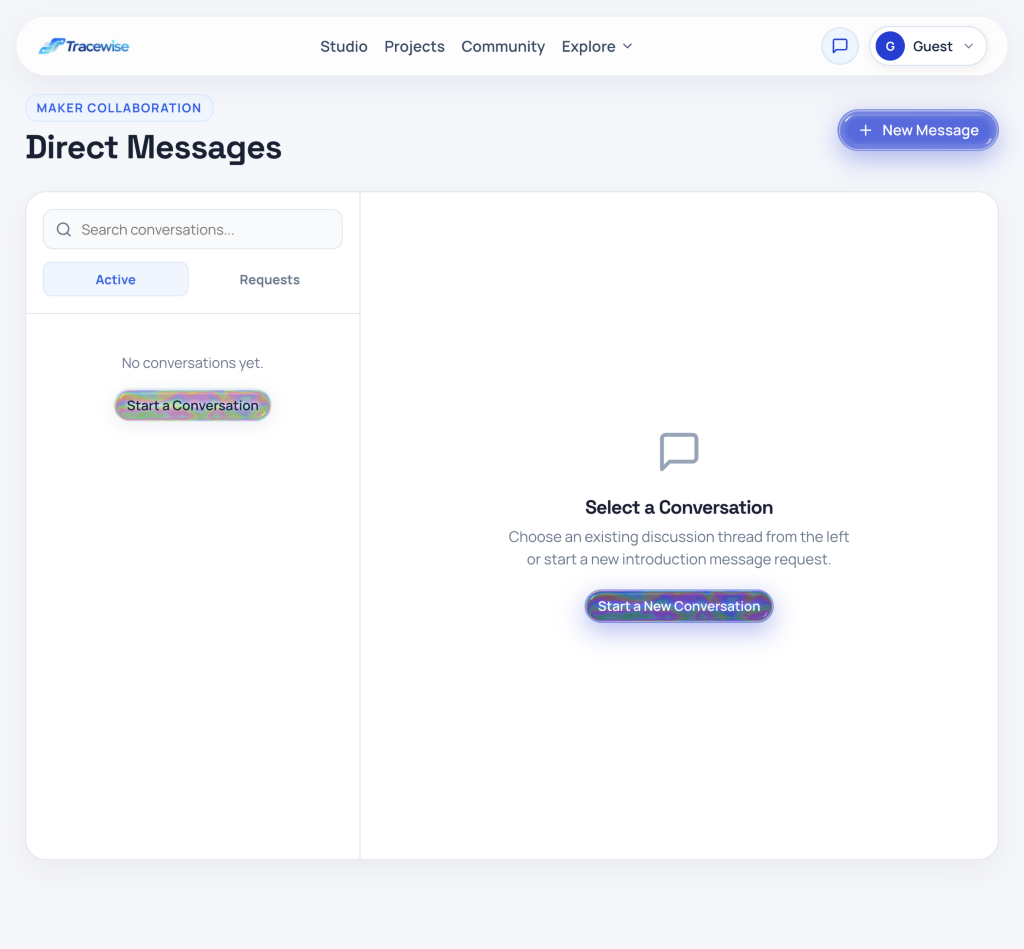 Tracewise
Studio
Projects
Community
Explore
G
Guest
MAKER COLLABORATION
Direct Messages
New Message
Search conversations...
Active
Requests
No conversations yet.
Start a Conversation
Select a Conversation
Choose an existing discussion thread from the left
or start a new introduction message request.
Start a New Conversation